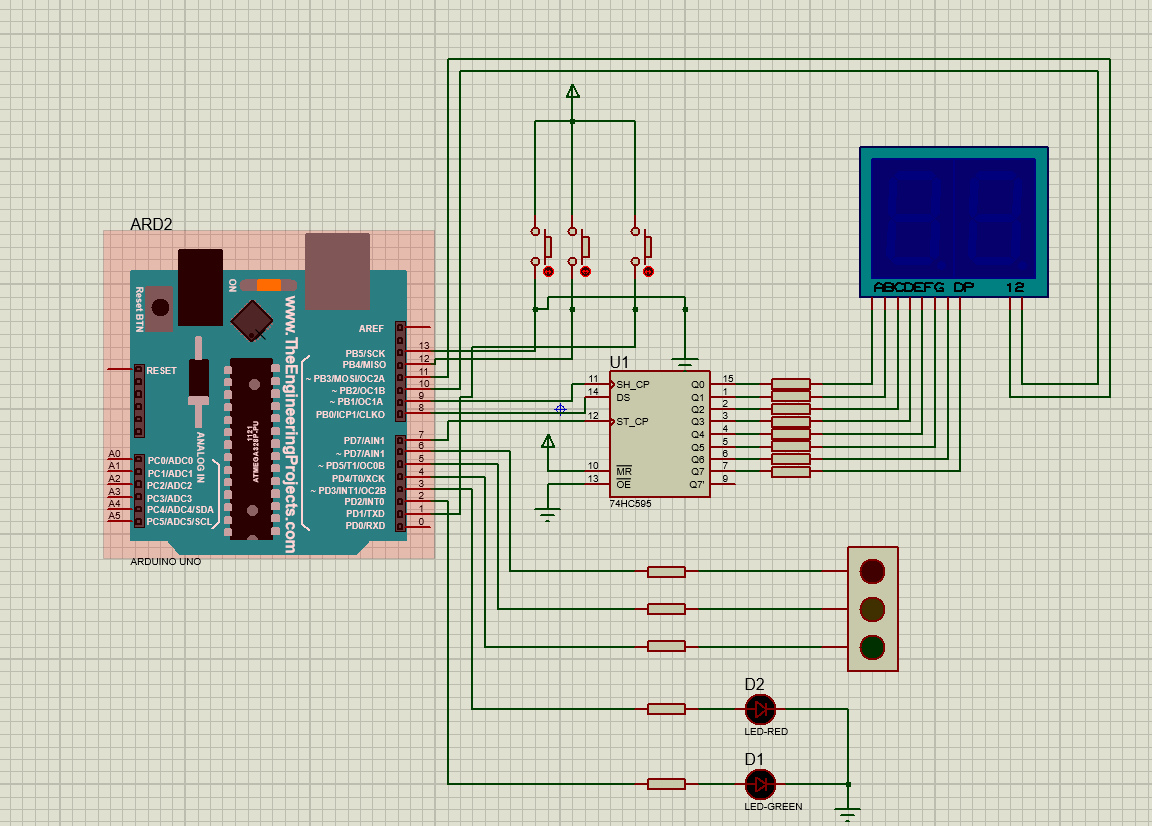 ARD2
ON
Reset BTN
www.TheEngineeringProjects.com
AREF
RESET
PB5/SCK 13
PB4/MISO 12
~ PB3/MOSI/OC2A 11
~ PB2/OC1B 10
~ PB1/OC1A 9
PB0/ICP1/CLKO 8
1121
ATMEGA328P-PU
ANALOG IN
PD7/AIN1 7
~ PD7/AIN1 6
~ PD5/T1/OC0B 5
PD4/T0/XCK 4
~ PD3/INT1/OC2B 3
PD2/INT0 2
PD1/TXD 1
PD0/RXD 0
A0 PC0/ADC0
A1 PC1/ADC1
A2 PC2/ADC2
A3 PC3/ADC3
A4 PC4/ADC4/SDA
A5 PC5/ADC5/SCL
ARDUINO UNO
ABCDEFG DP 12
U1
11 SH_CP Q0 15
14 DS Q1 1
Q2 2
12 ST_CP Q3 3
Q4 4
Q5 5
10 MR Q6 6
Q7 7
13 OE Q7' 9
74HC595
D2
LED-RED
D1
LED-GREEN